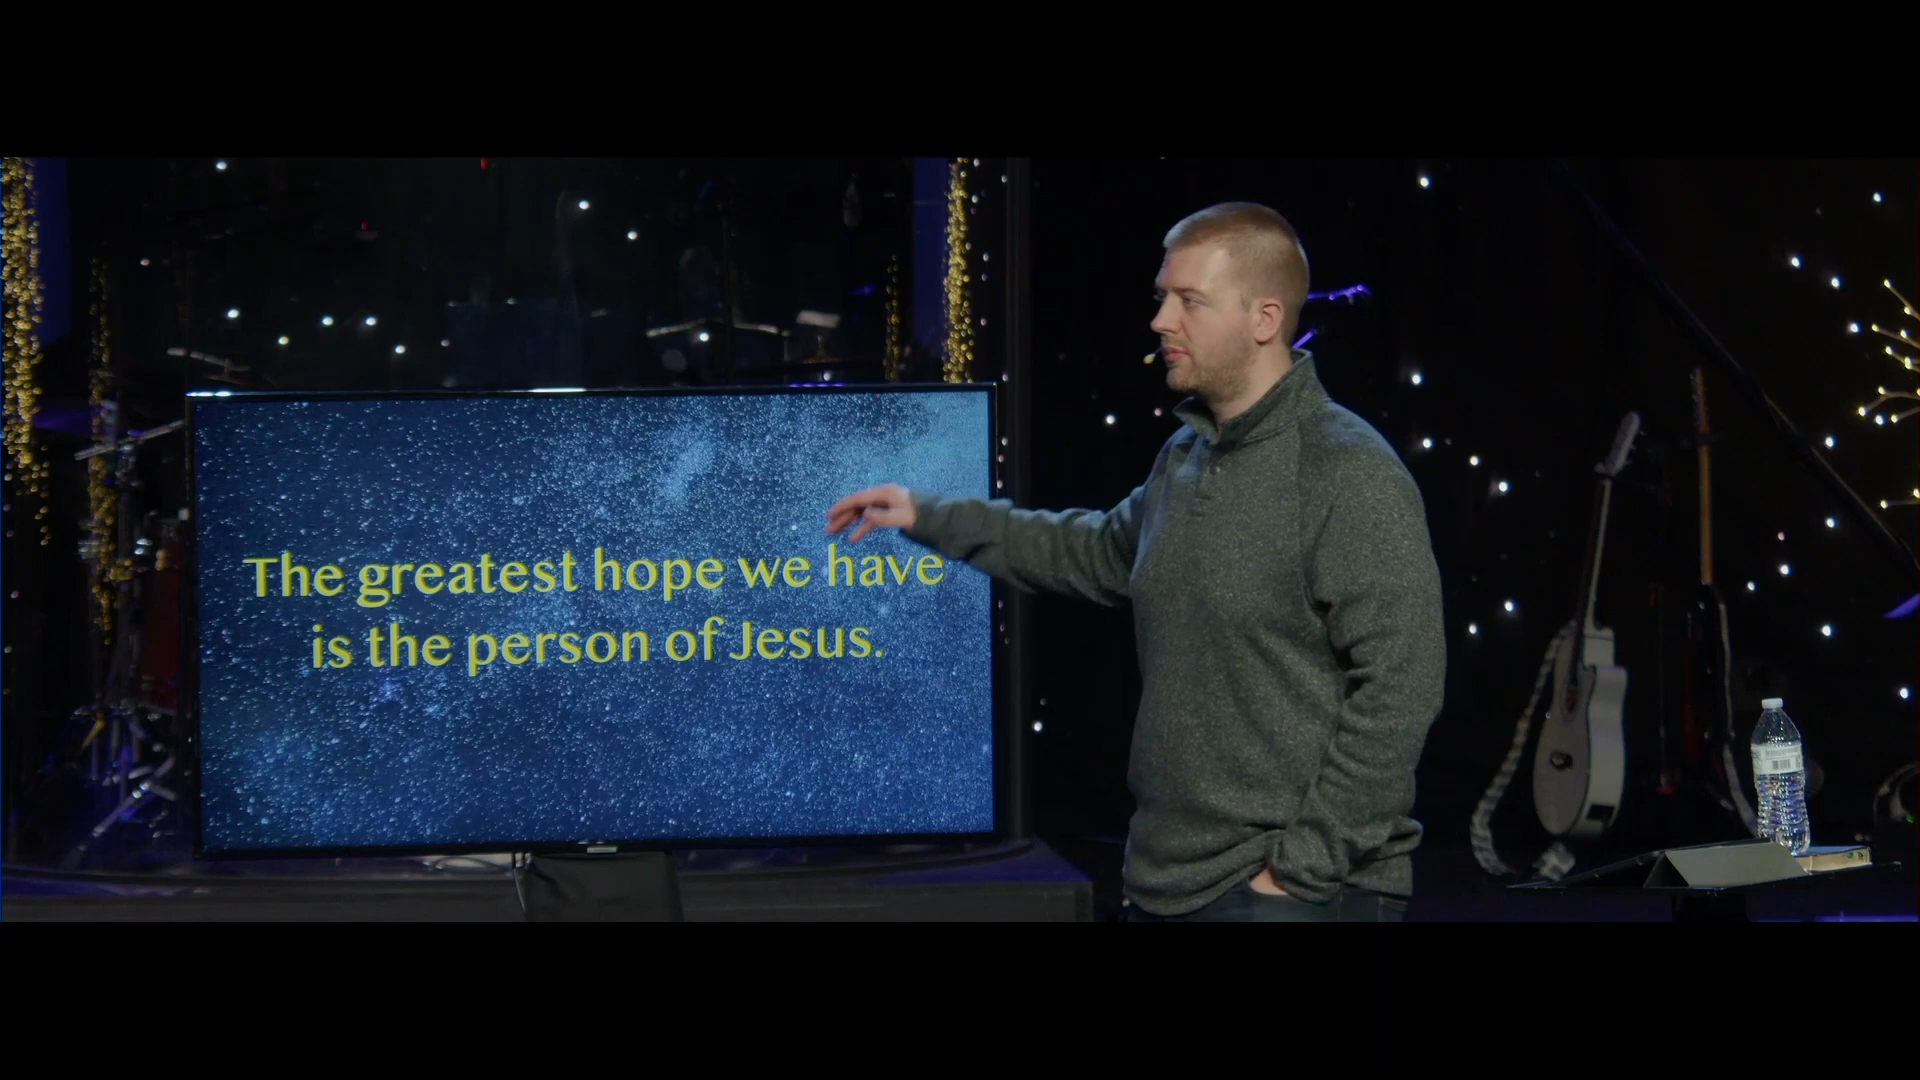 The greatest hope we have
is the person of Jesus.